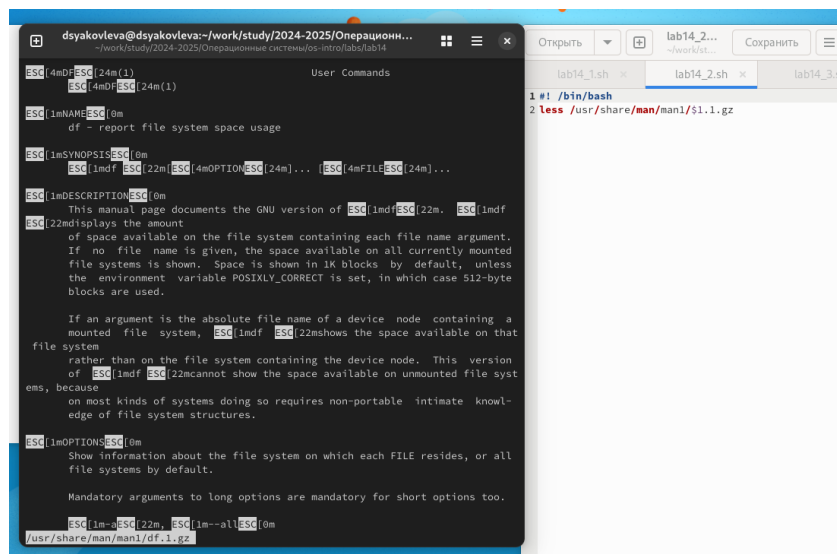 dsyakovleva@dsyakovleva:~/work/study/2024-2025/Операционн...
~/work/study/2024-2025/Операционные системы/os-intro/labs/lab14
ESC[4mDFESC[24m(1) User Commands
ESC[4mDFESC[24m(1)
ESC[1mNAMEESC[0m
df - report file system space usage
ESC[1mSYNOPSISESC[0m
ESC[1mdf ESC[22m[ESC[4mOPTIONESC[24m]... [ESC[4mFILEESC[24m]...
ESC[1mDESCRIPTIONESC[0m
This manual page documents the GNU version of ESC[1mdfESC[22m. ESC[1mdf
ESC[22mdisplays the amount
of space available on the file system containing each file name argument.
If no file name is given, the space available on all currently mounted
file systems is shown. Space is shown in 1K blocks by default, unless
the environment variable POSIXLY_CORRECT is set, in which case 512-byte
blocks are used.
If an argument is the absolute file name of a device node containing a
mounted file system, ESC[1mdf ESC[22mshows the space available on that
file system
rather than on the file system containing the device node. This version
of ESC[1mdf ESC[22mcannot show the space available on unmounted file syst
ems, because
on most kinds of systems doing so requires non-portable intimate knowl-
edge of file system structures.
ESC[1mOPTIONSESC[0m
Show information about the file system on which each FILE resides, or all
file systems by default.
Mandatory arguments to long options are mandatory for short options too.
ESC[1m-aESC[22m, ESC[1m--allESC[0m
/usr/share/man/man1/df.1.gz
Открыть
lab14_2...
~/work/st...
Сохранить
lab14_1.sh ×
lab14_2.sh ×
lab14_3.s
1 #! /bin/bash
2 less /usr/share/man/man1/$1.1.gz